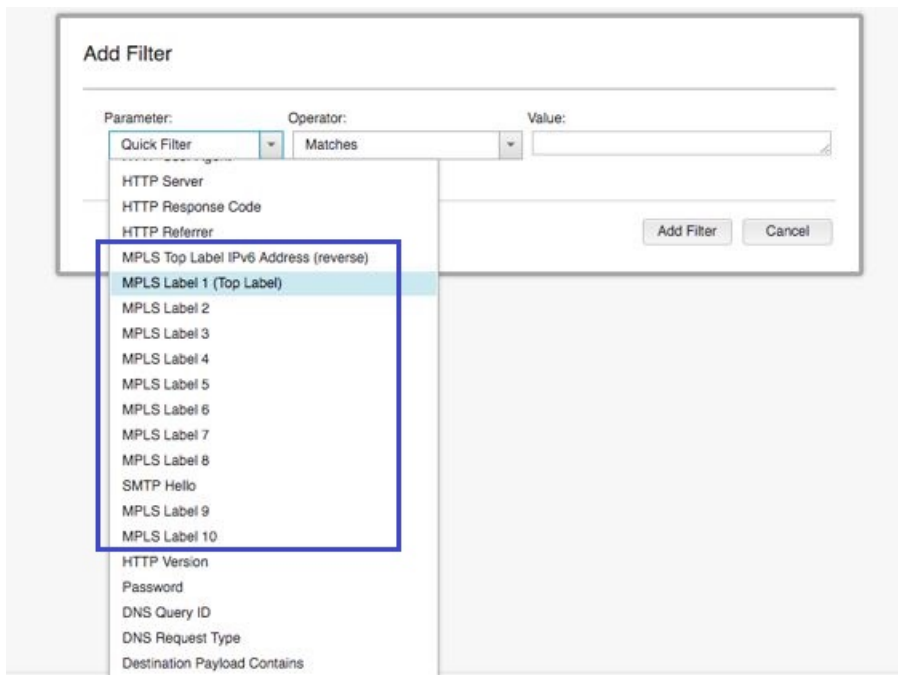 Add Filter
Parameter: Operator: Value:
Quick Filter Matches
HTTP Server
HTTP Response Code
HTTP Referrer
Add Filter Cancel
MPLS Top Label IPv6 Address (reverse)
MPLS Label 1 (Top Label)
MPLS Label 2
MPLS Label 3
MPLS Label 4
MPLS Label 5
MPLS Label 6
MPLS Label 7
MPLS Label 8
SMTP Hello
MPLS Label 9
MPLS Label 10
HTTP Version
Password
DNS Query ID
DNS Request Type
Destination Payload Contains